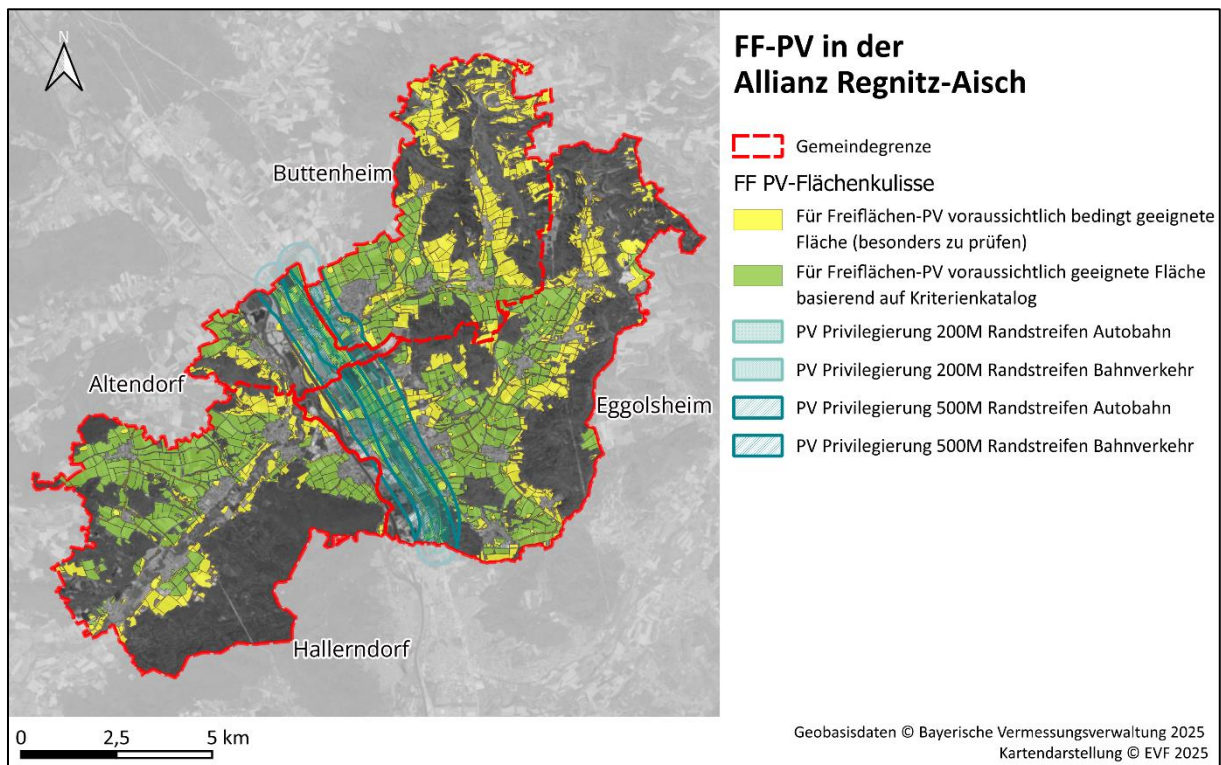 N
Buttenheim
Altendorf
Eggolsheim
Hallerndorf
0 2,5 5 km
FF-PV in der
Allianz Regnitz-Aisch
Gemeindegrenze
FF PV-Flächenkulisse
Für Freiflächen-PV voraussichtlich bedingt geeignete
Fläche (besonders zu prüfen)
Für Freiflächen-PV voraussichtlich geeignete Fläche
basierend auf Kriterienkatalog
PV Privilegierung 200M Randstreifen Autobahn
PV Privilegierung 200M Randstreifen Bahnverkehr
PV Privilegierung 500M Randstreifen Autobahn
PV Privilegierung 500M Randstreifen Bahnverkehr
Geobasisdaten © Bayerische Vermessungsverwaltung 2025
Kartendarstellung © EVF 2025